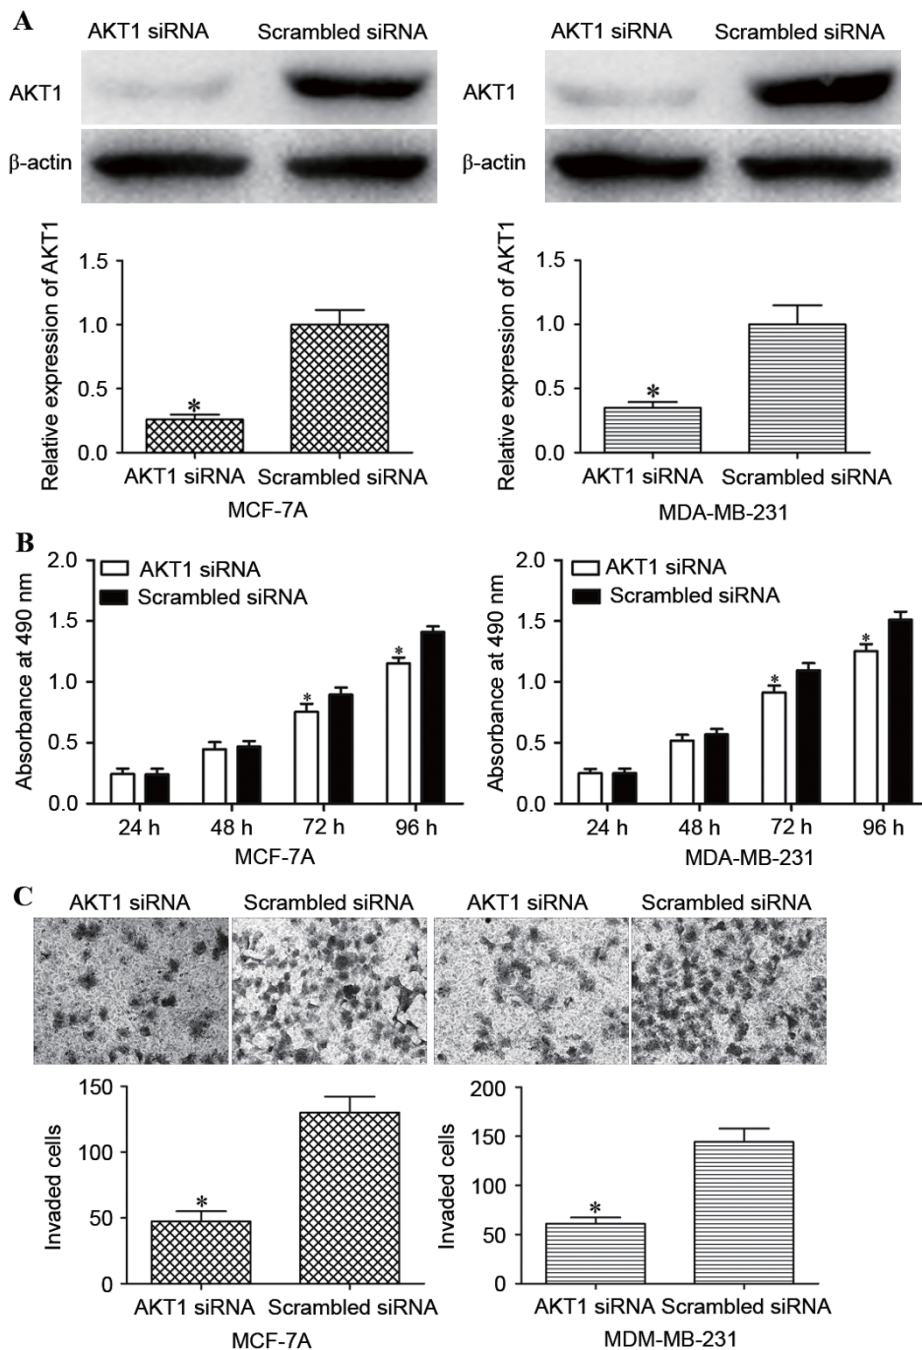 A
AKT1 siRNA Scrambled siRNA AKT1 siRNA Scrambled siRNA
AKT1 AKT1
β-actin β-actin
Relative expression of AKT1 Relative expression of AKT1
1.5 1.5
1.0 1.0
* *
0.5 0.5
0.0 0.0
AKT1 siRNA Scrambled siRNA AKT1 siRNA Scrambled siRNA
MCF-7A MDA-MB-231
B
Absorbance at 490 nm Absorbance at 490 nm
2.0 AKT1 siRNA 2.0 AKT1 siRNA
Scrambled siRNA Scrambled siRNA
1.5 1.5
* *
1.0 1.0
* *
0.5 0.5
0.0 0.0
24 h 48 h 72 h 96 h 24 h 48 h 72 h 96 h
MCF-7A MDA-MB-231
C
AKT1 siRNA Scrambled siRNA AKT1 siRNA Scrambled siRNA
Invaded cells Invaded cells
150 200
100 150
50 100
0 50
0
* *
AKT1 siRNA Scrambled siRNA AKT1 siRNA Scrambled siRNA
MCF-7A MDM-MB-231